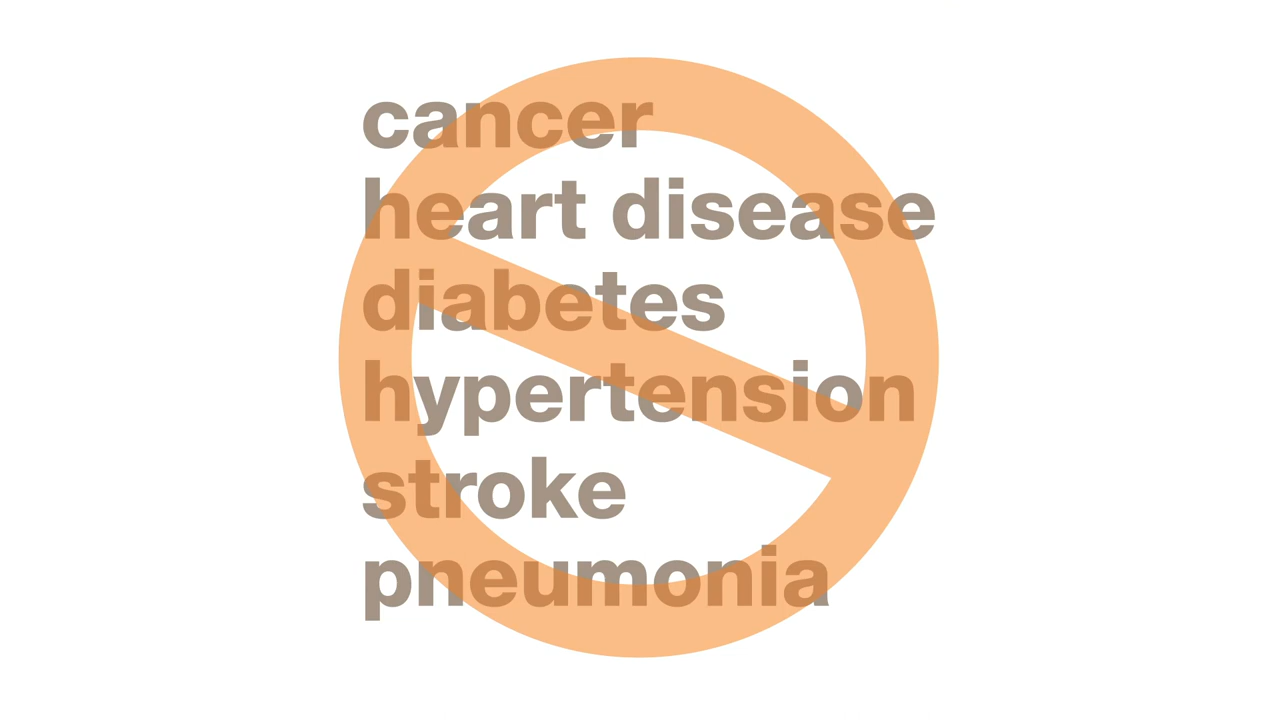 cancer
heart disease
diabetes
hypertension
stroke
pneumonia